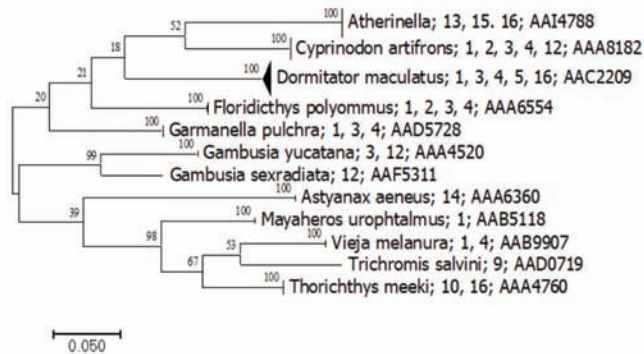 100
Atherinella; 13, 15. 16; AAI4788
52
100
Cyprinodon artifrons; 1, 2, 3, 4, 12; AAA8182
18
100
Dormitator maculatus; 1, 3, 4, 5, 16; AAC2209
21
100
Floridicthys polyommus; 1, 2, 3, 4; AAA6554
20
100
Garmanella pulchra; 1, 3, 4; AAD5728
100
Gambusia yucatana; 3, 12; AAA4520
99
Gambusia sexradiata; 12; AAF5311
100
Astyanax aeneus; 14; AAA6360
39
100
Mayaheros urophtalmus; 1; AAB5118
98
100
Vieja melanura; 1, 4; AAB9907
53
Trichromis salvini; 9; AAD0719
67
100
Thorichthys meeki; 10, 16; AAA4760
0.050